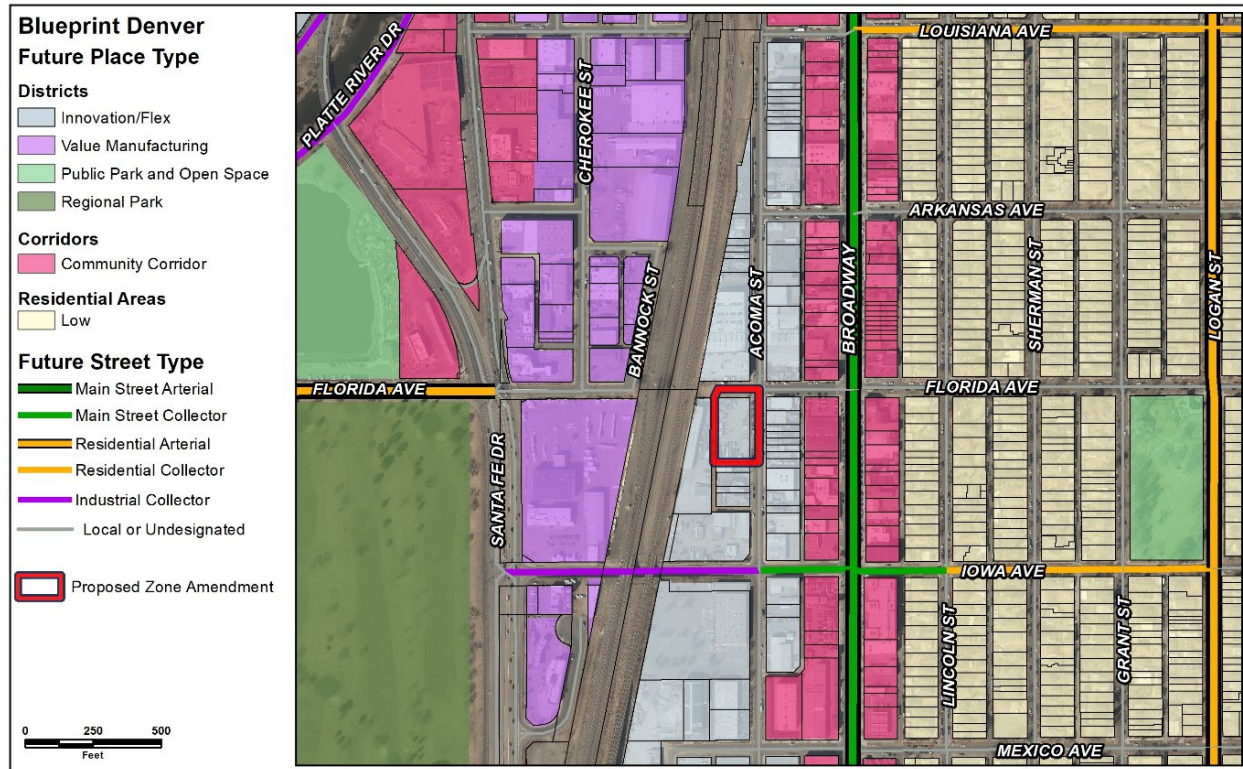 Blueprint Denver
Future Place Type
Districts
Innovation/Flex
Value Manufacturing
Public Park and Open Space
Regional Park
Corridors
Community Corridor
Residential Areas
Low
Future Street Type
Main Street Arterial
Main Street Collector
Residential Arterial
Residential Collector
Industrial Collector
Local or Undesignated
Proposed Zone Amendment
0 250 500
Feet
PLATTE RIVER DR
CHEROKEE ST
LOUISIANA AVE
ARKANSAS AVE
BANNOCK ST
ACOMA ST
BROADWAY
SHERMAN ST
LOGAN ST
FLORIDA AVE
FLORIDA AVE
SANTA FE DR
IOWA AVE
LINCOLN ST
GRANT ST
MEXICO AVE